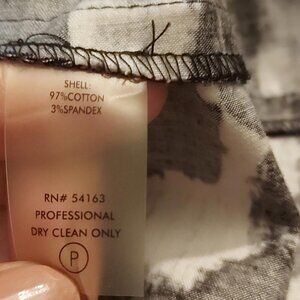 SHELL:
97%COTTON
3%SPANDEX
RN# 54163
PROFESSIONAL
DRY CLEAN ONLY
P